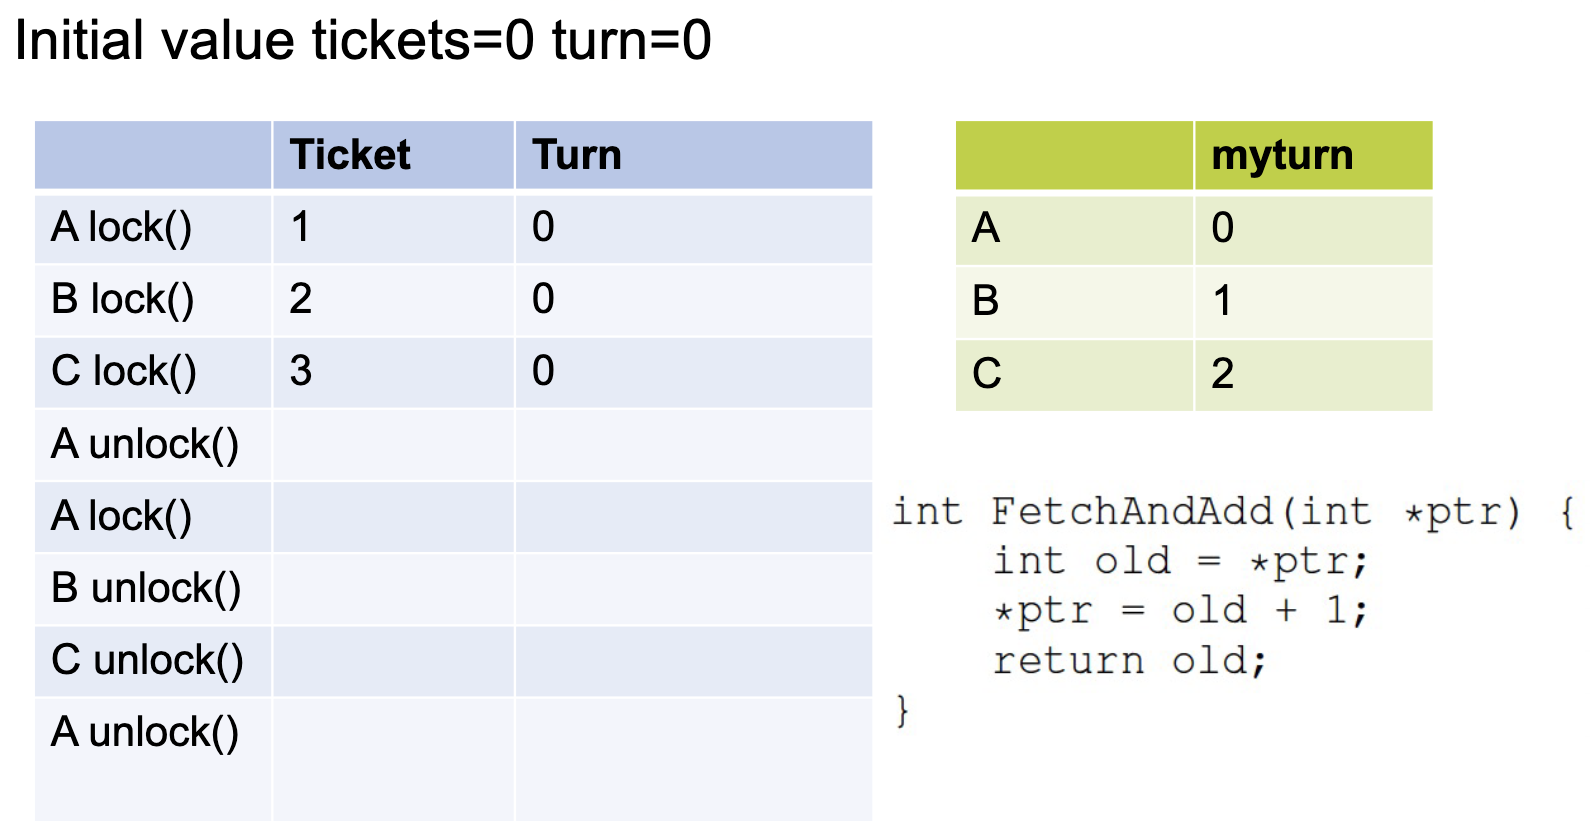 Initial value tickets=0 turn=0
Ticket Turn
A lock() 1 0
B lock() 2 0
C lock() 3 0
A unlock()
A lock()
B unlock()
C unlock()
A unlock()
myturn
A 0
B 1
C 2
int FetchAndAdd(int *ptr) {
int old = *ptr;
*ptr = old + 1;
return old;
}